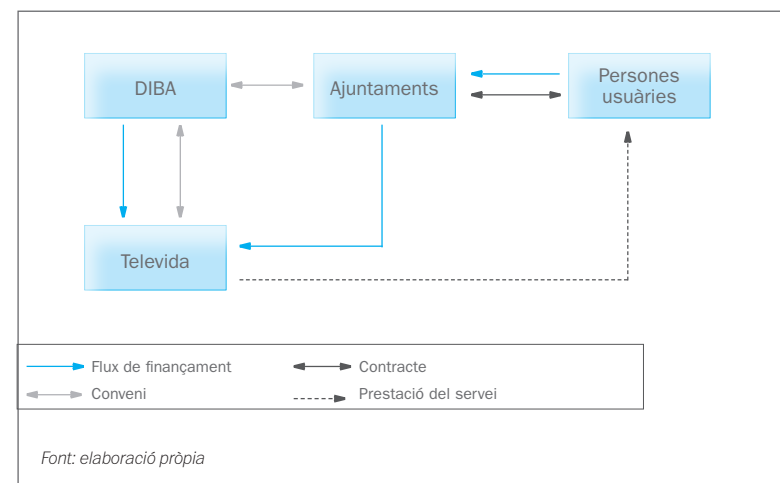 DIBA
Ajuntaments
Persones
usuàries
Televida
Flux de finançament
Contracte
Conveni
Prestació del servei
Font: elaboració pròpia